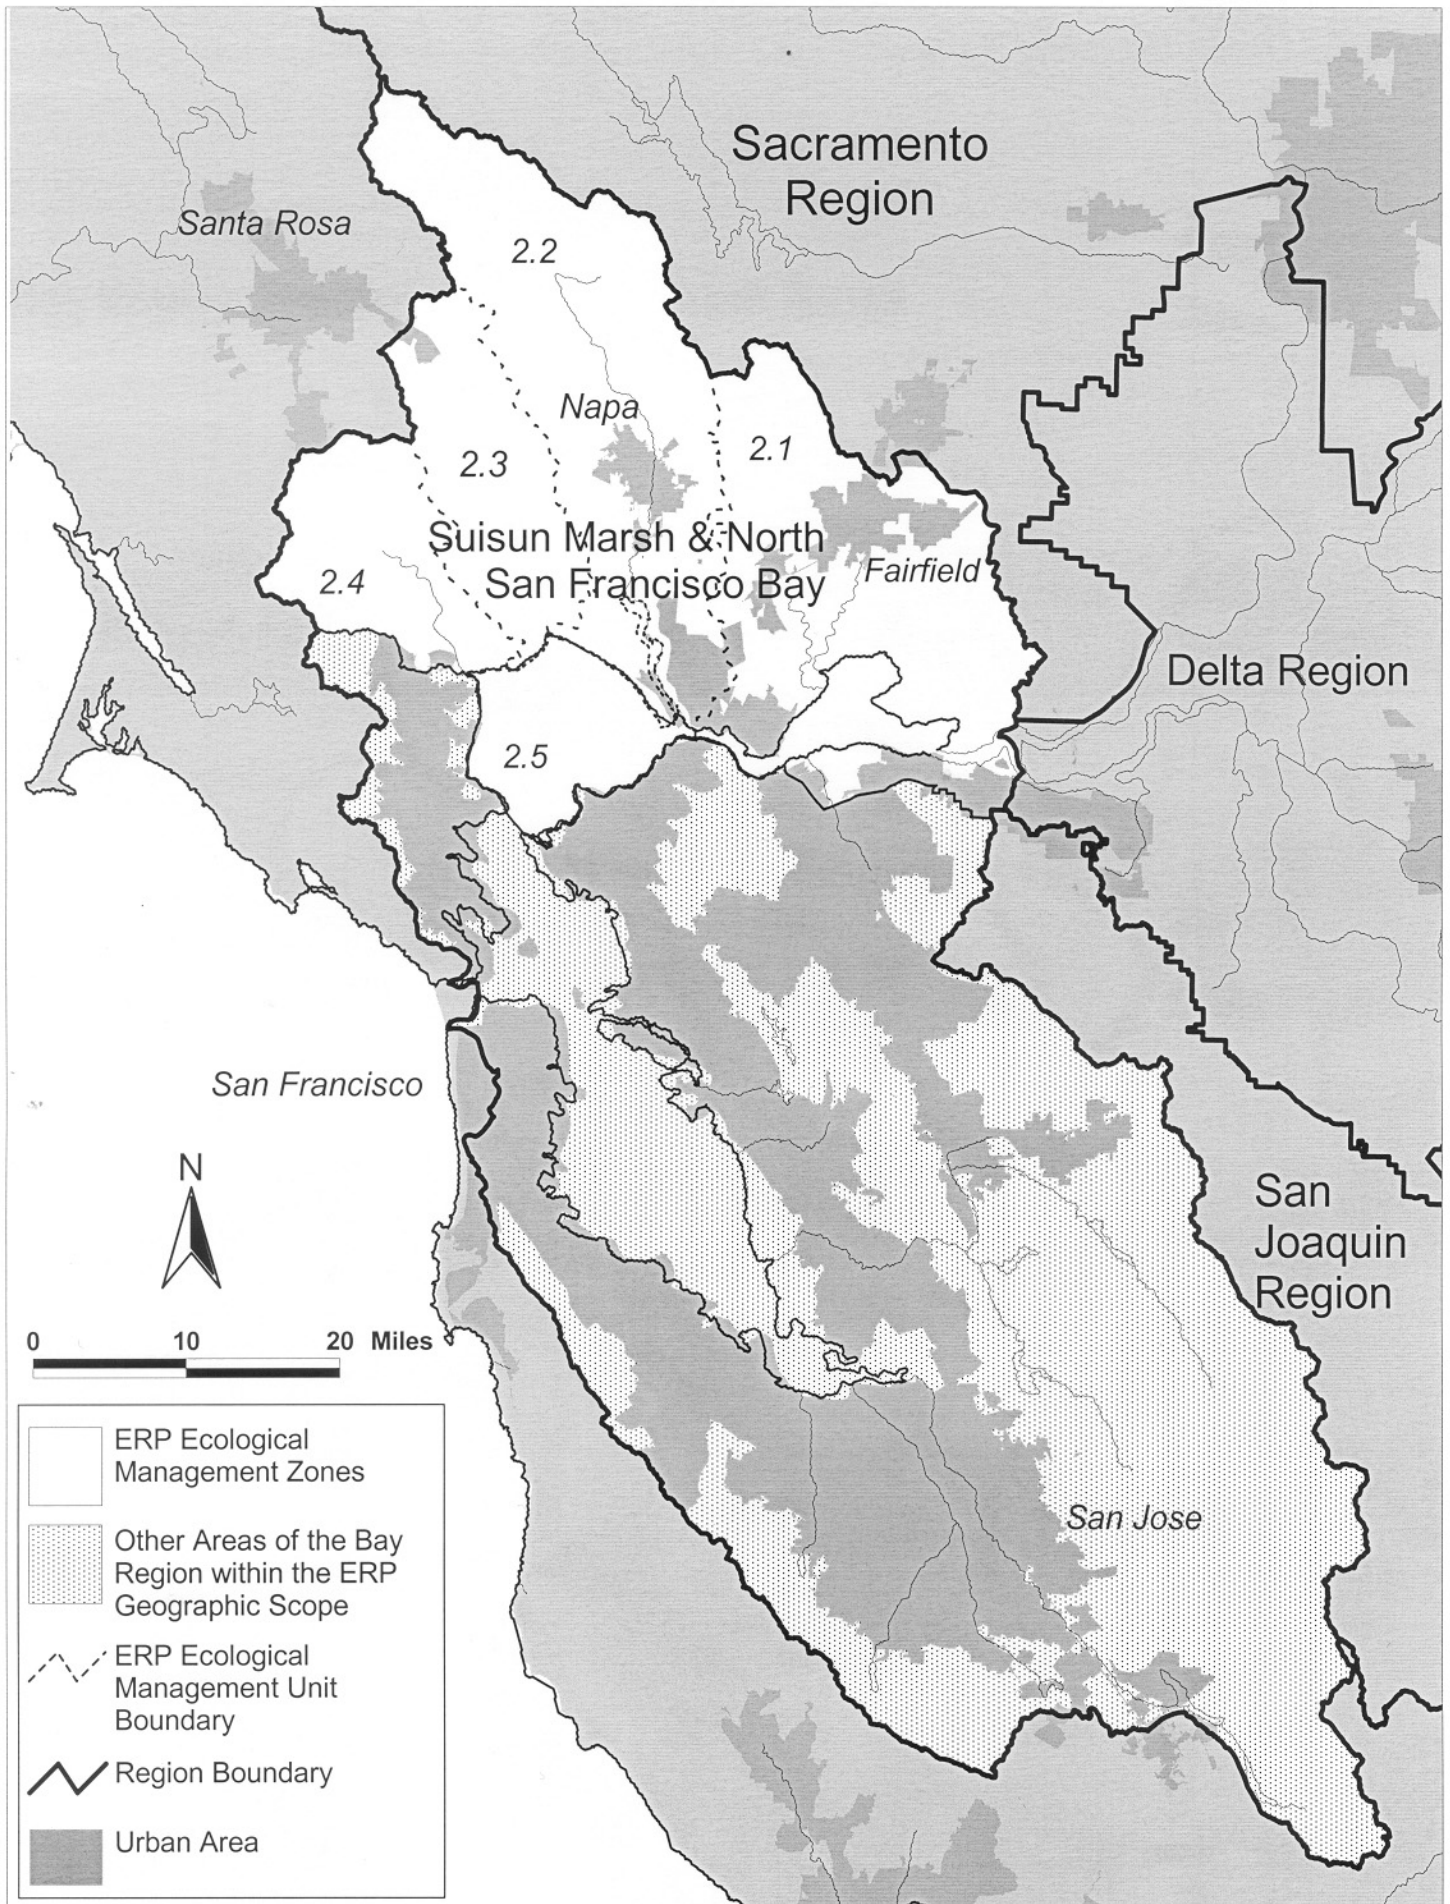 Sacramento
Region
Santa Rosa
2.2
Napa
2.1
2.3
Suisun Marsh & North
San Francisco Bay
Fairfield
2.4
Delta Region
2.5
San Francisco
N
San
Joaquin
Region
0 10 20 Miles
ERP Ecological
Management Zones
Other Areas of the Bay
Region within the ERP
Geographic Scope
San Jose
ERP Ecological
Management Unit
Boundary
Region Boundary
Urban Area